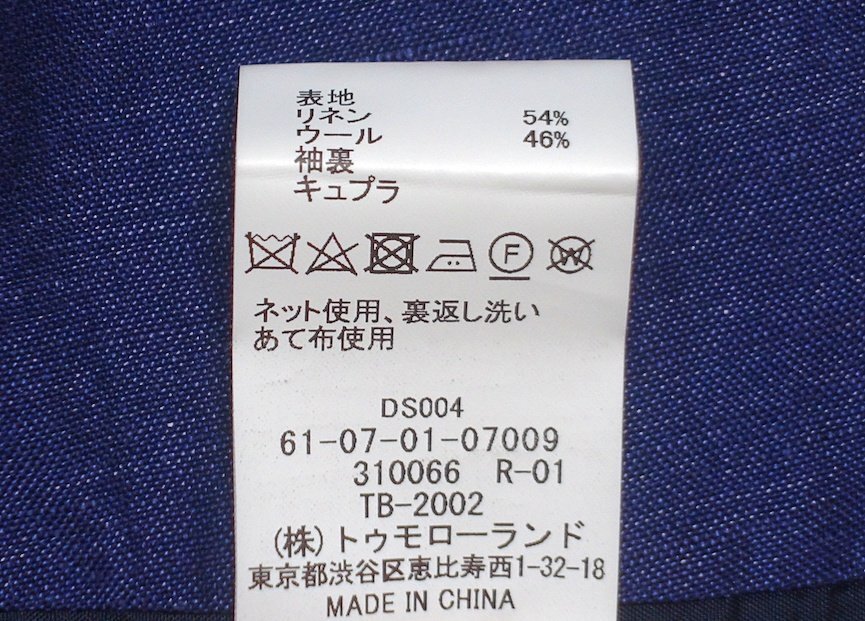 表地
リネン 54%
ウール 46%
袖裏
キュプラ
F W
ネット使用、裏返し洗い
あて布使用
DS004
61-07-01-07009
310066 R-01
TB-2002
(株)トゥモローランド
東京都渋谷区恵比寿西1-32-18
MADE IN CHINA